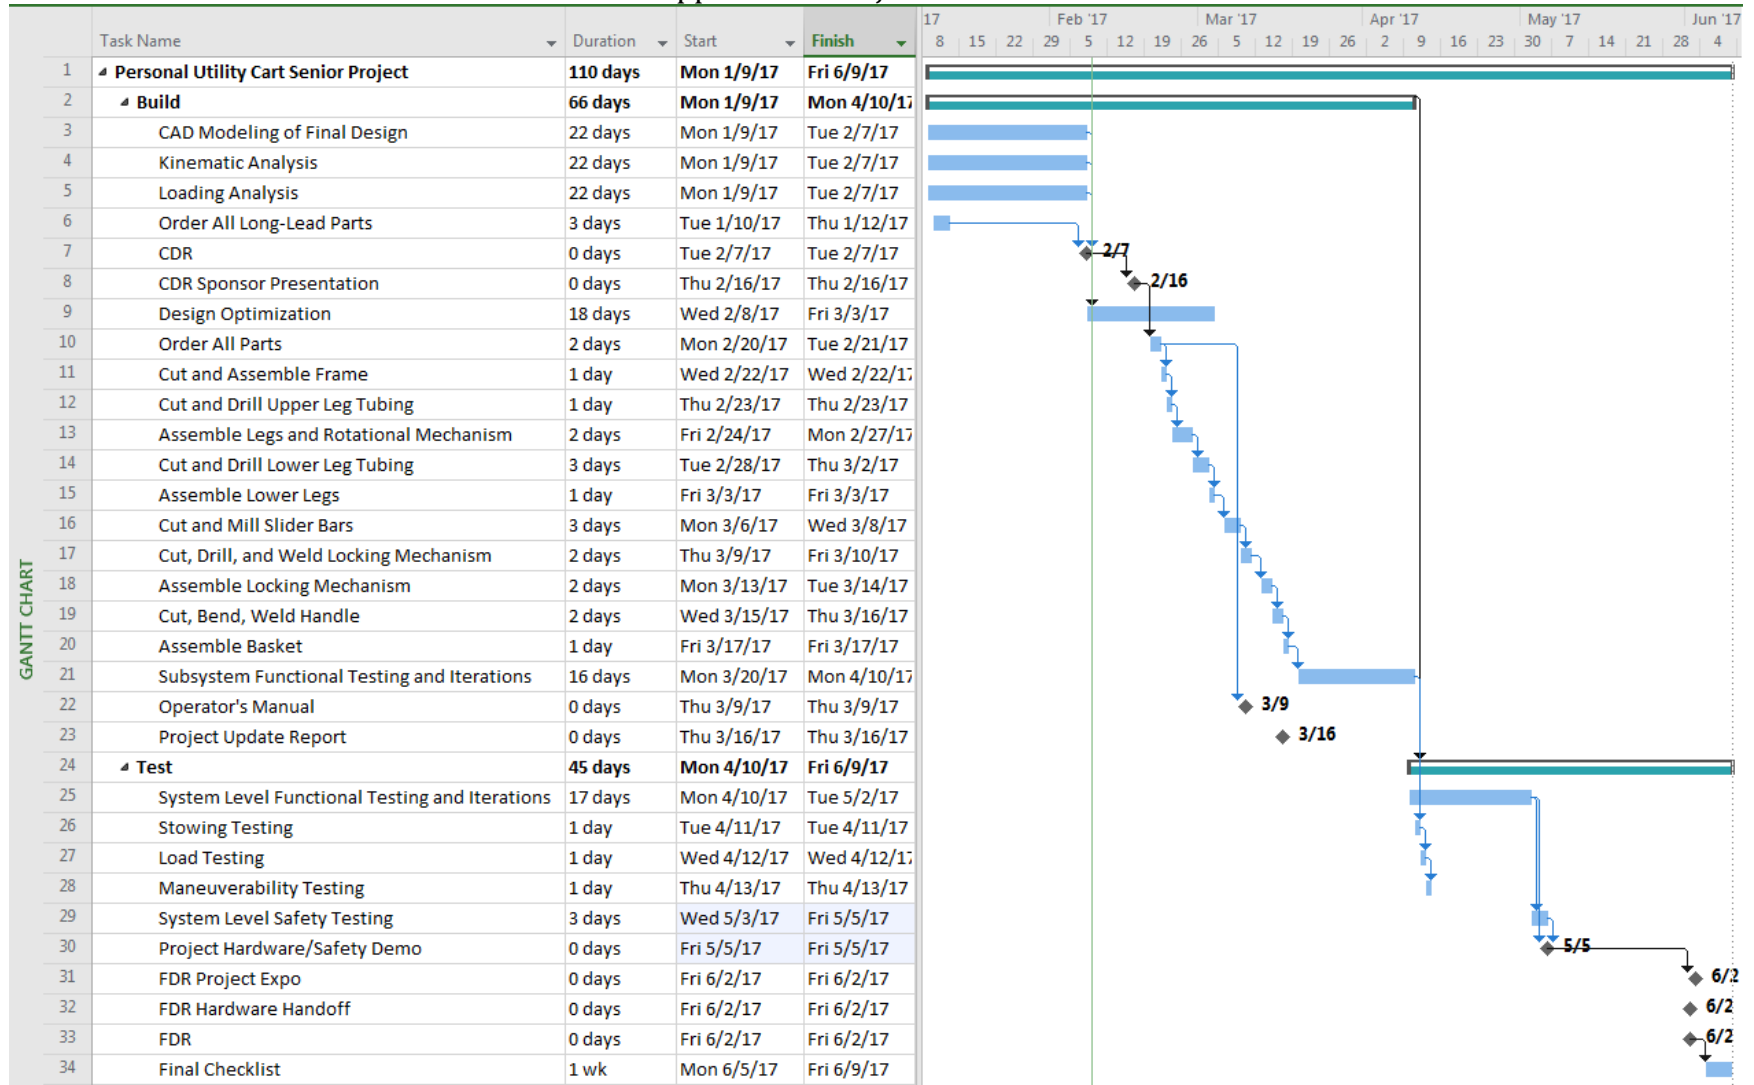 17 Feb '17 Mar '17 Apr '17 May '17 Jun '17
Task Name Duration Start Finish 8 15 22 29 5 12 19 26 5 12 19 26 2 9 16 23 30 7 14 21 28 4
1 Personal Utility Cart Senior Project 110 days Mon 1/9/17 Fri 6/9/17
2 Build 66 days Mon 1/9/17 Mon 4/10/17
3 CAD Modeling of Final Design 22 days Mon 1/9/17 Tue 2/7/17
4 Kinematic Analysis 22 days Mon 1/9/17 Tue 2/7/17
5 Loading Analysis 22 days Mon 1/9/17 Tue 2/7/17
6 Order All Long-Lead Parts 3 days Tue 1/10/17 Thu 1/12/17
7 CDR 0 days Tue 2/7/17 Tue 2/7/17 2/7
8 CDR Sponsor Presentation 0 days Thu 2/16/17 Thu 2/16/17 2/16
9 Design Optimization 18 days Wed 2/8/17 Fri 3/3/17
10 Order All Parts 2 days Mon 2/20/17 Tue 2/21/17
11 Cut and Assemble Frame 1 day Wed 2/22/17 Wed 2/22/17
12 Cut and Drill Upper Leg Tubing 1 day Thu 2/23/17 Thu 2/23/17
13 Assemble Legs and Rotational Mechanism 2 days Fri 2/24/17 Mon 2/27/17
14 Cut and Drill Lower Leg Tubing 3 days Tue 2/28/17 Thu 3/2/17
15 Assemble Lower Legs 1 day Fri 3/3/17 Fri 3/3/17
16 Cut and Mill Slider Bars 3 days Mon 3/6/17 Wed 3/8/17
17 Cut, Drill, and Weld Locking Mechanism 2 days Thu 3/9/17 Fri 3/10/17
18 Assemble Locking Mechanism 2 days Mon 3/13/17 Tue 3/14/17
19 Cut, Bend, Weld Handle 2 days Wed 3/15/17 Thu 3/16/17
20 Assemble Basket 1 day Fri 3/17/17 Fri 3/17/17
21 Subsystem Functional Testing and Iterations 16 days Mon 3/20/17 Mon 4/10/17
22 Operator's Manual 0 days Thu 3/9/17 Thu 3/9/17 3/9
23 Project Update Report 0 days Thu 3/16/17 Thu 3/16/17 3/16
24 Test 45 days Mon 4/10/17 Fri 6/9/17
25 System Level Functional Testing and Iterations 17 days Mon 4/10/17 Tue 5/2/17
26 Stowing Testing 1 day Tue 4/11/17 Tue 4/11/17
27 Load Testing 1 day Wed 4/12/17 Wed 4/12/17
28 Maneuverability Testing 1 day Thu 4/13/17 Thu 4/13/17
29 System Level Safety Testing 3 days Wed 5/3/17 Fri 5/5/17
30 Project Hardware/Safety Demo 0 days Fri 5/5/17 Fri 5/5/17 5/5
31 FDR Project Expo 0 days Fri 6/2/17 Fri 6/2/17 6/2
32 FDR Hardware Handoff 0 days Fri 6/2/17 Fri 6/2/17 6/2
33 FDR 0 days Fri 6/2/17 Fri 6/2/17 6/2
34 Final Checklist 1 wk Mon 6/5/17 Fri 6/9/17
GANTT CHART